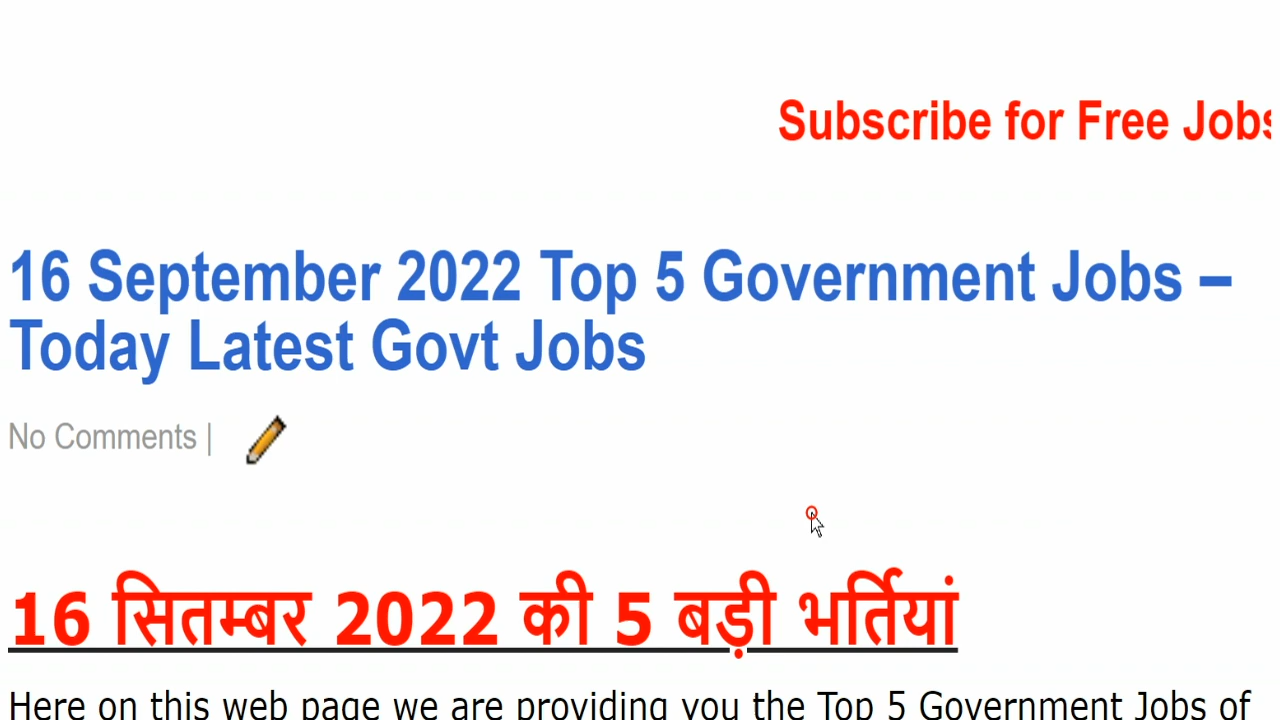 Subscribe for Free Jobs
16 September 2022 Top 5 Government Jobs –
Today Latest Govt Jobs
No Comments |
16 सितम्बर 2022 की 5 बड़ी भर्तियां
Here on this web page we are providing you the Top 5 Government Jobs of